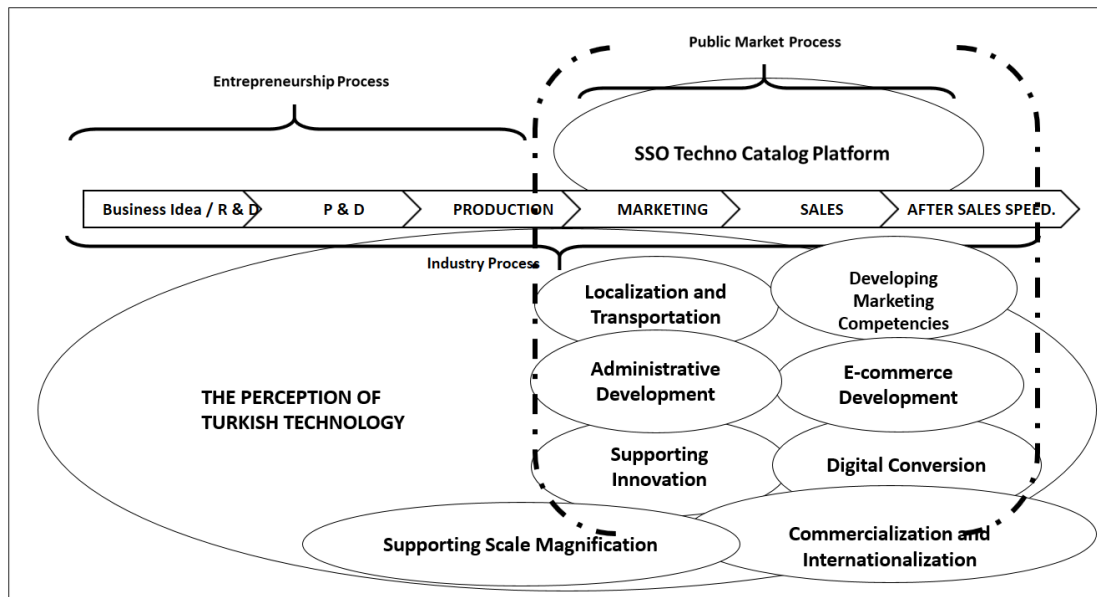 Public Market Process
Entrepreneurship Process
SSO Techno Catalog Platform
Business Idea / R & D
P & D
PRODUCTION
MARKETING
SALES
AFTER SALES SPEED.
Industry Process
Localization and
Transportation
Developing
Marketing
Competencies
Administrative
Development
E-commerce
Development
THE PERCEPTION OF
TURKISH TECHNOLOGY
Supporting
Innovation
Digital Conversion
Supporting Scale Magnification
Commercialization and
Internationalization